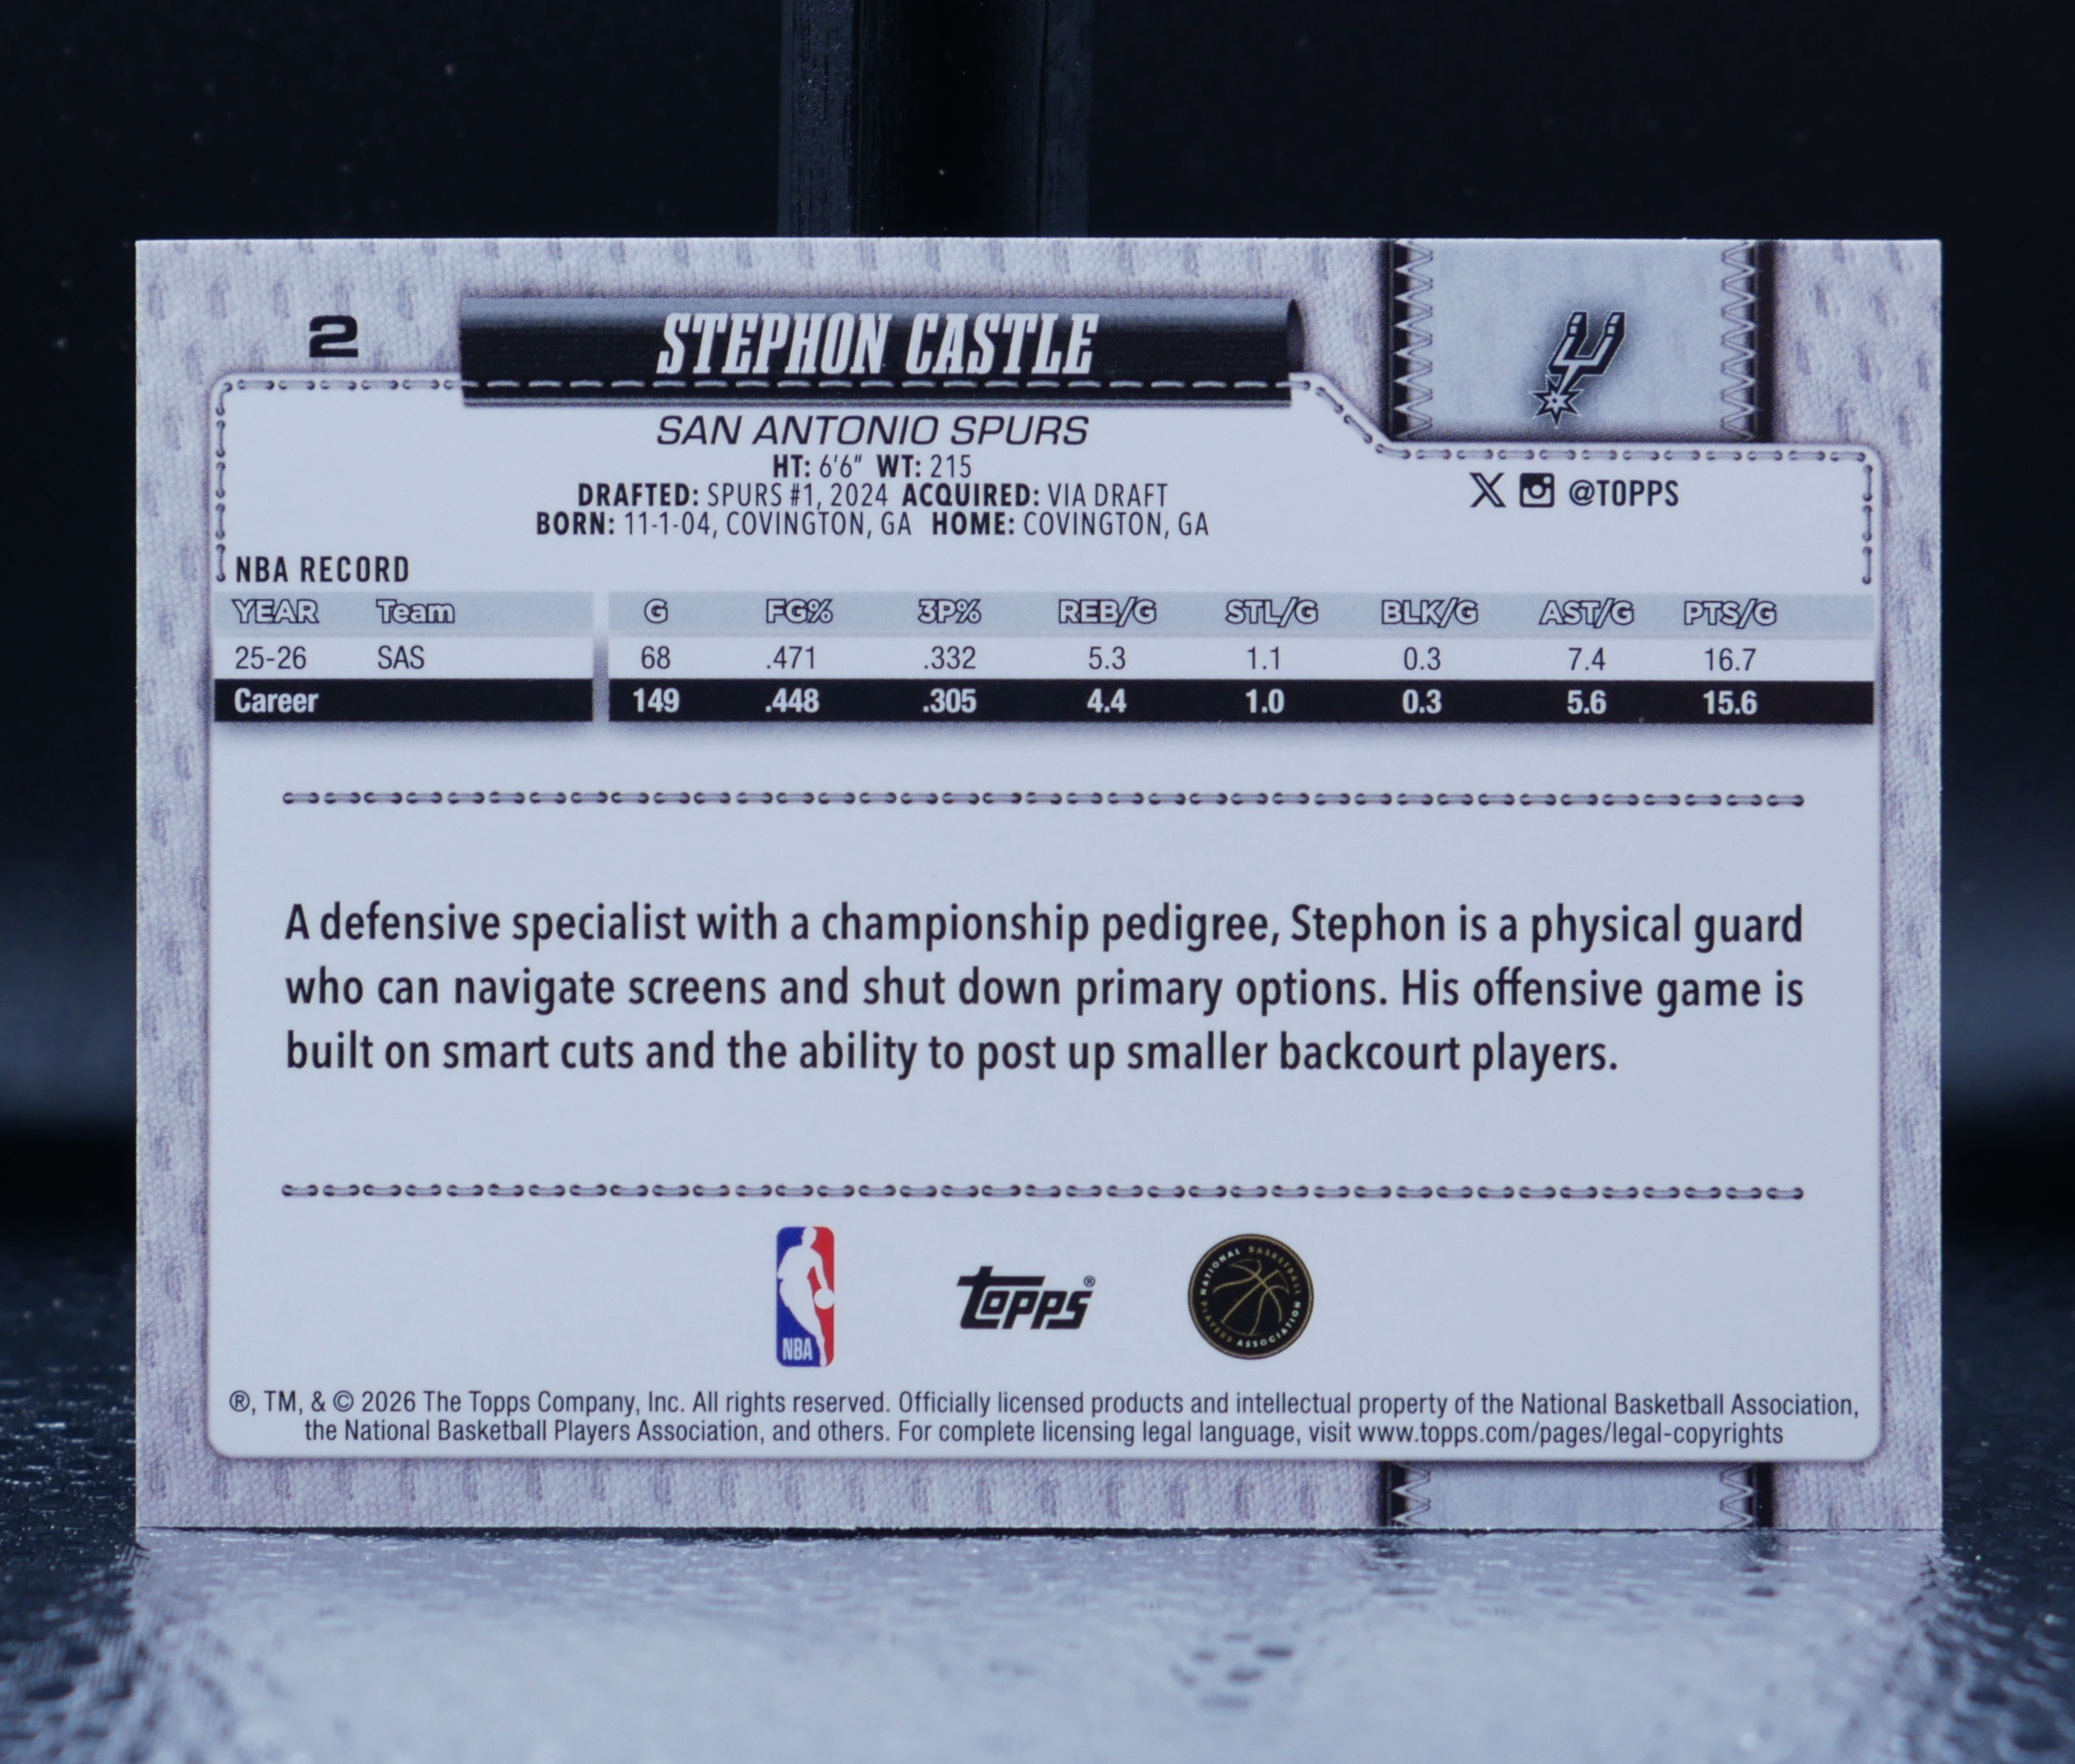 2
STEPHON CASTLE
SAN ANTONIO SPURS
HT: 6'6" WT: 215
DRAFTED: SPURS #1, 2024 ACQUIRED: VIA DRAFT
BORN: 11-1-04, COVINGTON, GA HOME: COVINGTON, GA
@TOPPS
NBA RECORD
YEAR Team G FG% 3P% REB/G STL/G BLK/G AST/G PTS/G
25-26 SAS 68 .471 .332 5.3 1.1 0.3 7.4 16.7
Career 149 .448 .305 4.4 1.0 0.3 5.6 15.6
A defensive specialist with a championship pedigree, Stephon is a physical guard
who can navigate screens and shut down primary options. His offensive game is
built on smart cuts and the ability to post up smaller backcourt players.
NBA
topps®
NATIONAL BASKETBALL PLAYERS ASSOCIATION
®, TM, & © 2026 The Topps Company, Inc. All rights reserved. Officially licensed products and intellectual property of the National Basketball Association,
the National Basketball Players Association, and others. For complete licensing legal language, visit www.topps.com/pages/legal-copyrights